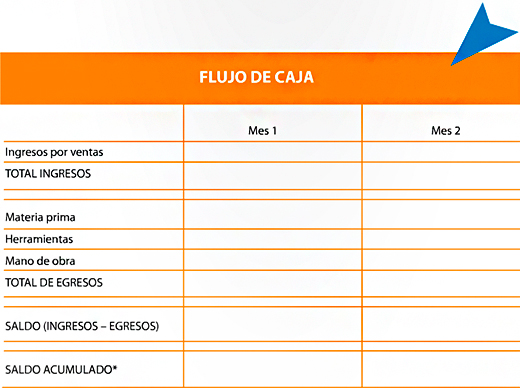 FLUJO DE CAJA
Mes 1 Mes 2
Ingresos por ventas
TOTAL INGRESOS
Materia prima
Herramientas
Mano de obra
TOTAL DE EGRESOS
SALDO (INGRESOS – EGRESOS)
SALDO ACUMULADO*